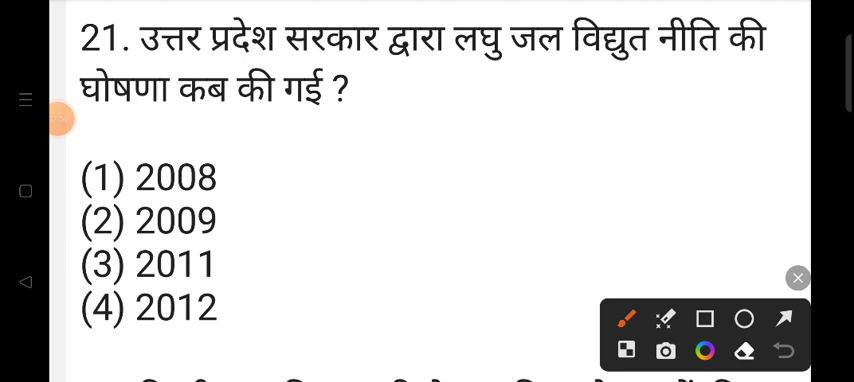 21. उत्तर प्रदेश सरकार द्वारा लघु जल विद्युत नीति की
घोषणा कब की गई ?
(1) 2008
(2) 2009
(3) 2011
(4) 2012